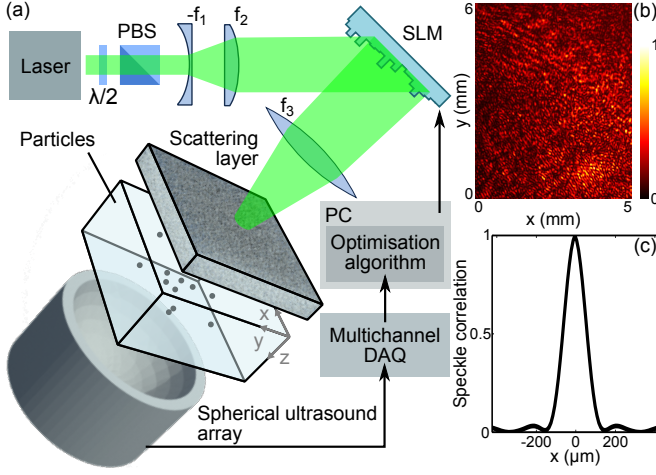 (a)
Laser
λ/2
PBS
-f1
f2
SLM
f3
Particles
Scattering
layer
x
y
z
Spherical ultrasound
array
PC
Optimisation
algorithm
Multichannel
DAQ
(b)
6
y (mm)
0
0
x (mm)
5
1
0
(c)
1
Speckle correlation
0.5
0
-200
0
200
x (µm)